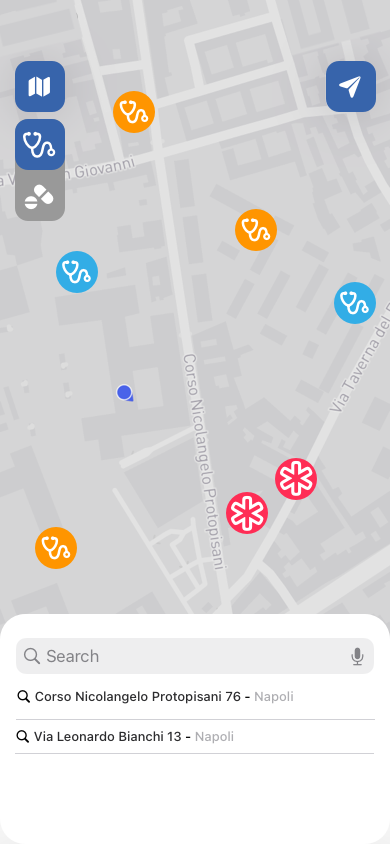 San Giovanni
Corso Nicolangelo Protopisani
Via Taverna del
Search
Corso Nicolangelo Protopisani 76 - Napoli
Via Leonardo Bianchi 13 - Napoli